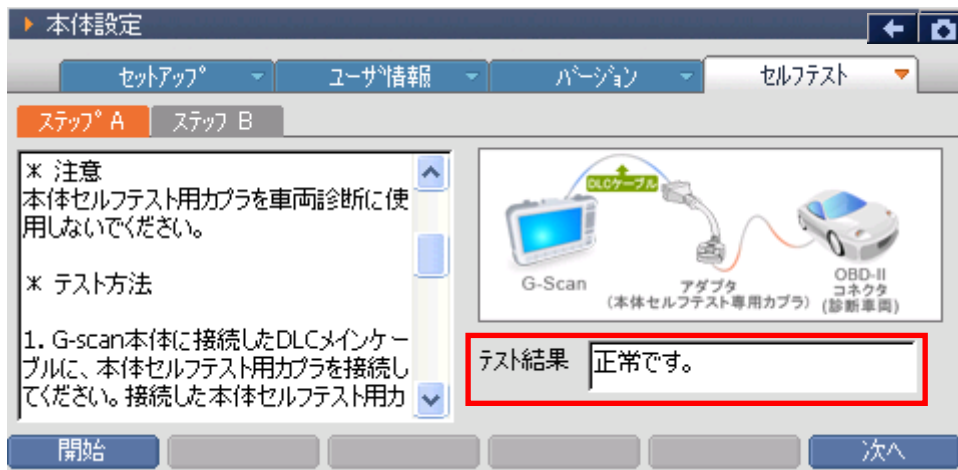 本体設定
セットアップ
ユーザ情報
バージョン
セルフテスト
ステップ A
ステップ B
* 注意
本体セルフテスト用カプラを車両診断に使
用しないでください。
* テスト方法
1. G-scan本体に接続したDLCメインケー
ブルに、本体セルフテスト用カプラを接続し
てください。接続した本体セルフテスト用カ
DLCケーブル
G-Scan
アダプタ
(本体セルフテスト専用カプラ)
OBD-II
コネクタ
(診断車両)
テスト結果
正常です。
開始
次へ